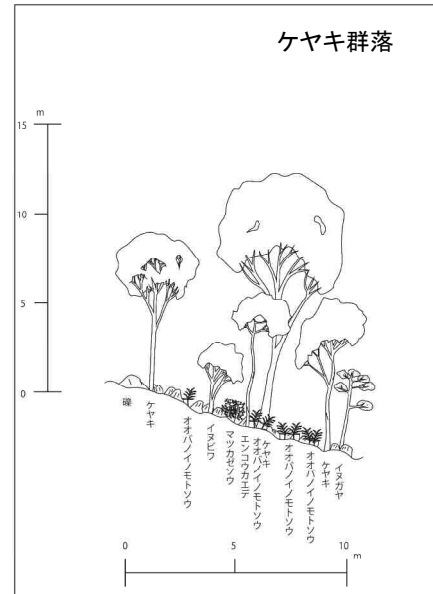 ケヤキ群落
m
15
10
5
0
礫
ケヤキ
オオバノイノモトソウ
イヌビワ
マツカゼソウ
エンコウカエデ
オオバノイノモトソウ
ケヤキ
オオバノイノモトソウ
オオバノイノモトソウ
ケヤキ
イヌガヤ
0 5 10
m